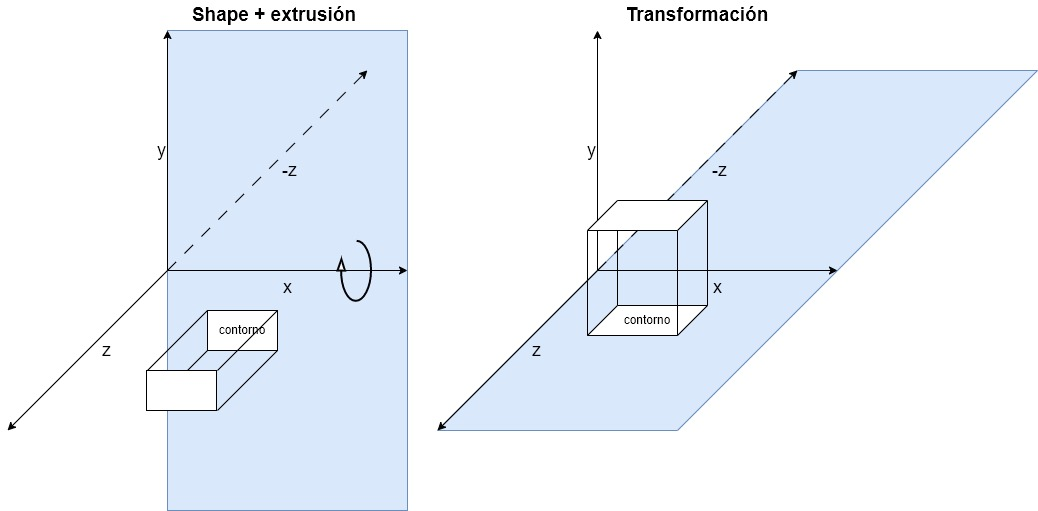 Shape + extrusión
y
-z
x
contorno
z
Transformación
y
-z
x
contorno
z